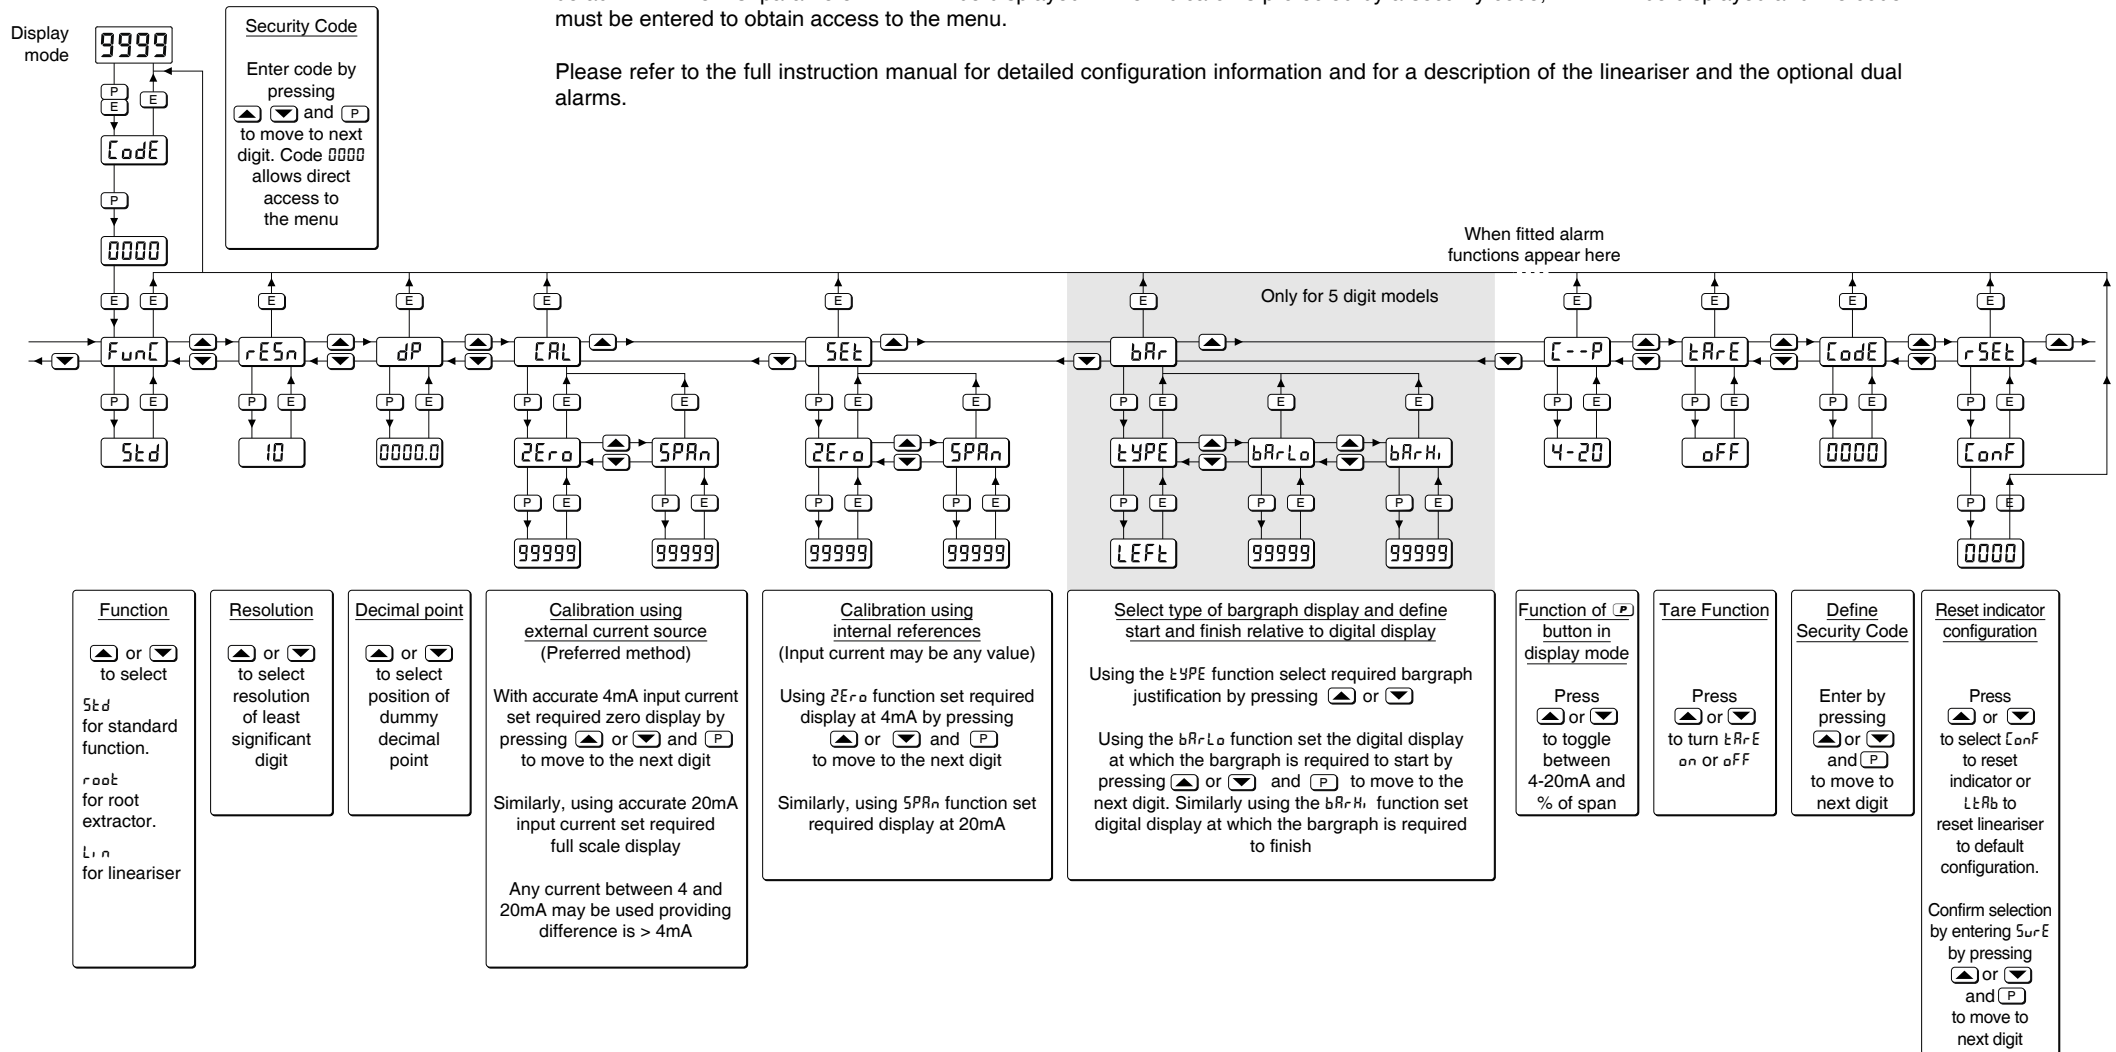 must be entered to obtain access to the menu.
Please refer to the full instruction manual for detailed configuration information and for a description of the lineariser and the optional dual
alarms.
Display
mode
9999
P
E
E
CodE
P
0000
Security Code
Enter code by
pressing
and P
to move to next
digit. Code 0000
allows direct
access to
the menu
When fitted alarm
functions appear here
Only for 5 digit models
E E E E E E E E E E E
FunC rESn dP CAL SEt bAr C--P tArE CodE rSEt
P E P E P E P E E P E E P E E E P E P E P E P E
Std 10 0000.0 2Ero SPAn 2Ero SPAn tYPE bArLo bArHi 4-20 oFF 0000 ConF
P E P E P E P E P E P E P E P E
99999 99999 99999 99999 LEFt 99999 99999 0000
Function
or
to select
Std
for standard
function.
root
for root
extractor.
Lin
for lineariser
Resolution
or
to select
resolution
of least
significant
digit
Decimal point
or
to select
position of
dummy
decimal
point
Calibration using
external current source
(Preferred method)
With accurate 4mA input current
set required zero display by
pressing or and P
to move to the next digit
Similarly, using accurate 20mA
input current set required
full scale display
Any current between 4 and
20mA may be used providing
difference is > 4mA
Calibration using
internal references
(Input current may be any value)
Using 2Ero function set required
display at 4mA by pressing
or and P
to move to the next digit
Similarly, using SPAn function set
required display at 20mA
Select type of bargraph display and define
start and finish relative to digital display
Using the tYPE function select required bargraph
justification by pressing or
Using the bArLo function set the digital display
at which the bargraph is required to start by
pressing or and P to move to the
next digit. Similarly using the bArHi function set
digital display at which the bargraph is required
to finish
Function of P
button in
display mode
Press
or
to toggle
between
4-20mA and
% of span
Tare Function
Press
or
to turn tArE
on or oFF
Define
Security Code
Enter by
pressing
or
and P
to move to
next digit
Reset indicator
configuration
Press
or
to select ConF
to reset
indicator or
LtAb to
reset lineariser
to default
configuration.
Confirm selection
by entering SurE
by pressing
or
and P
to move to
next digit